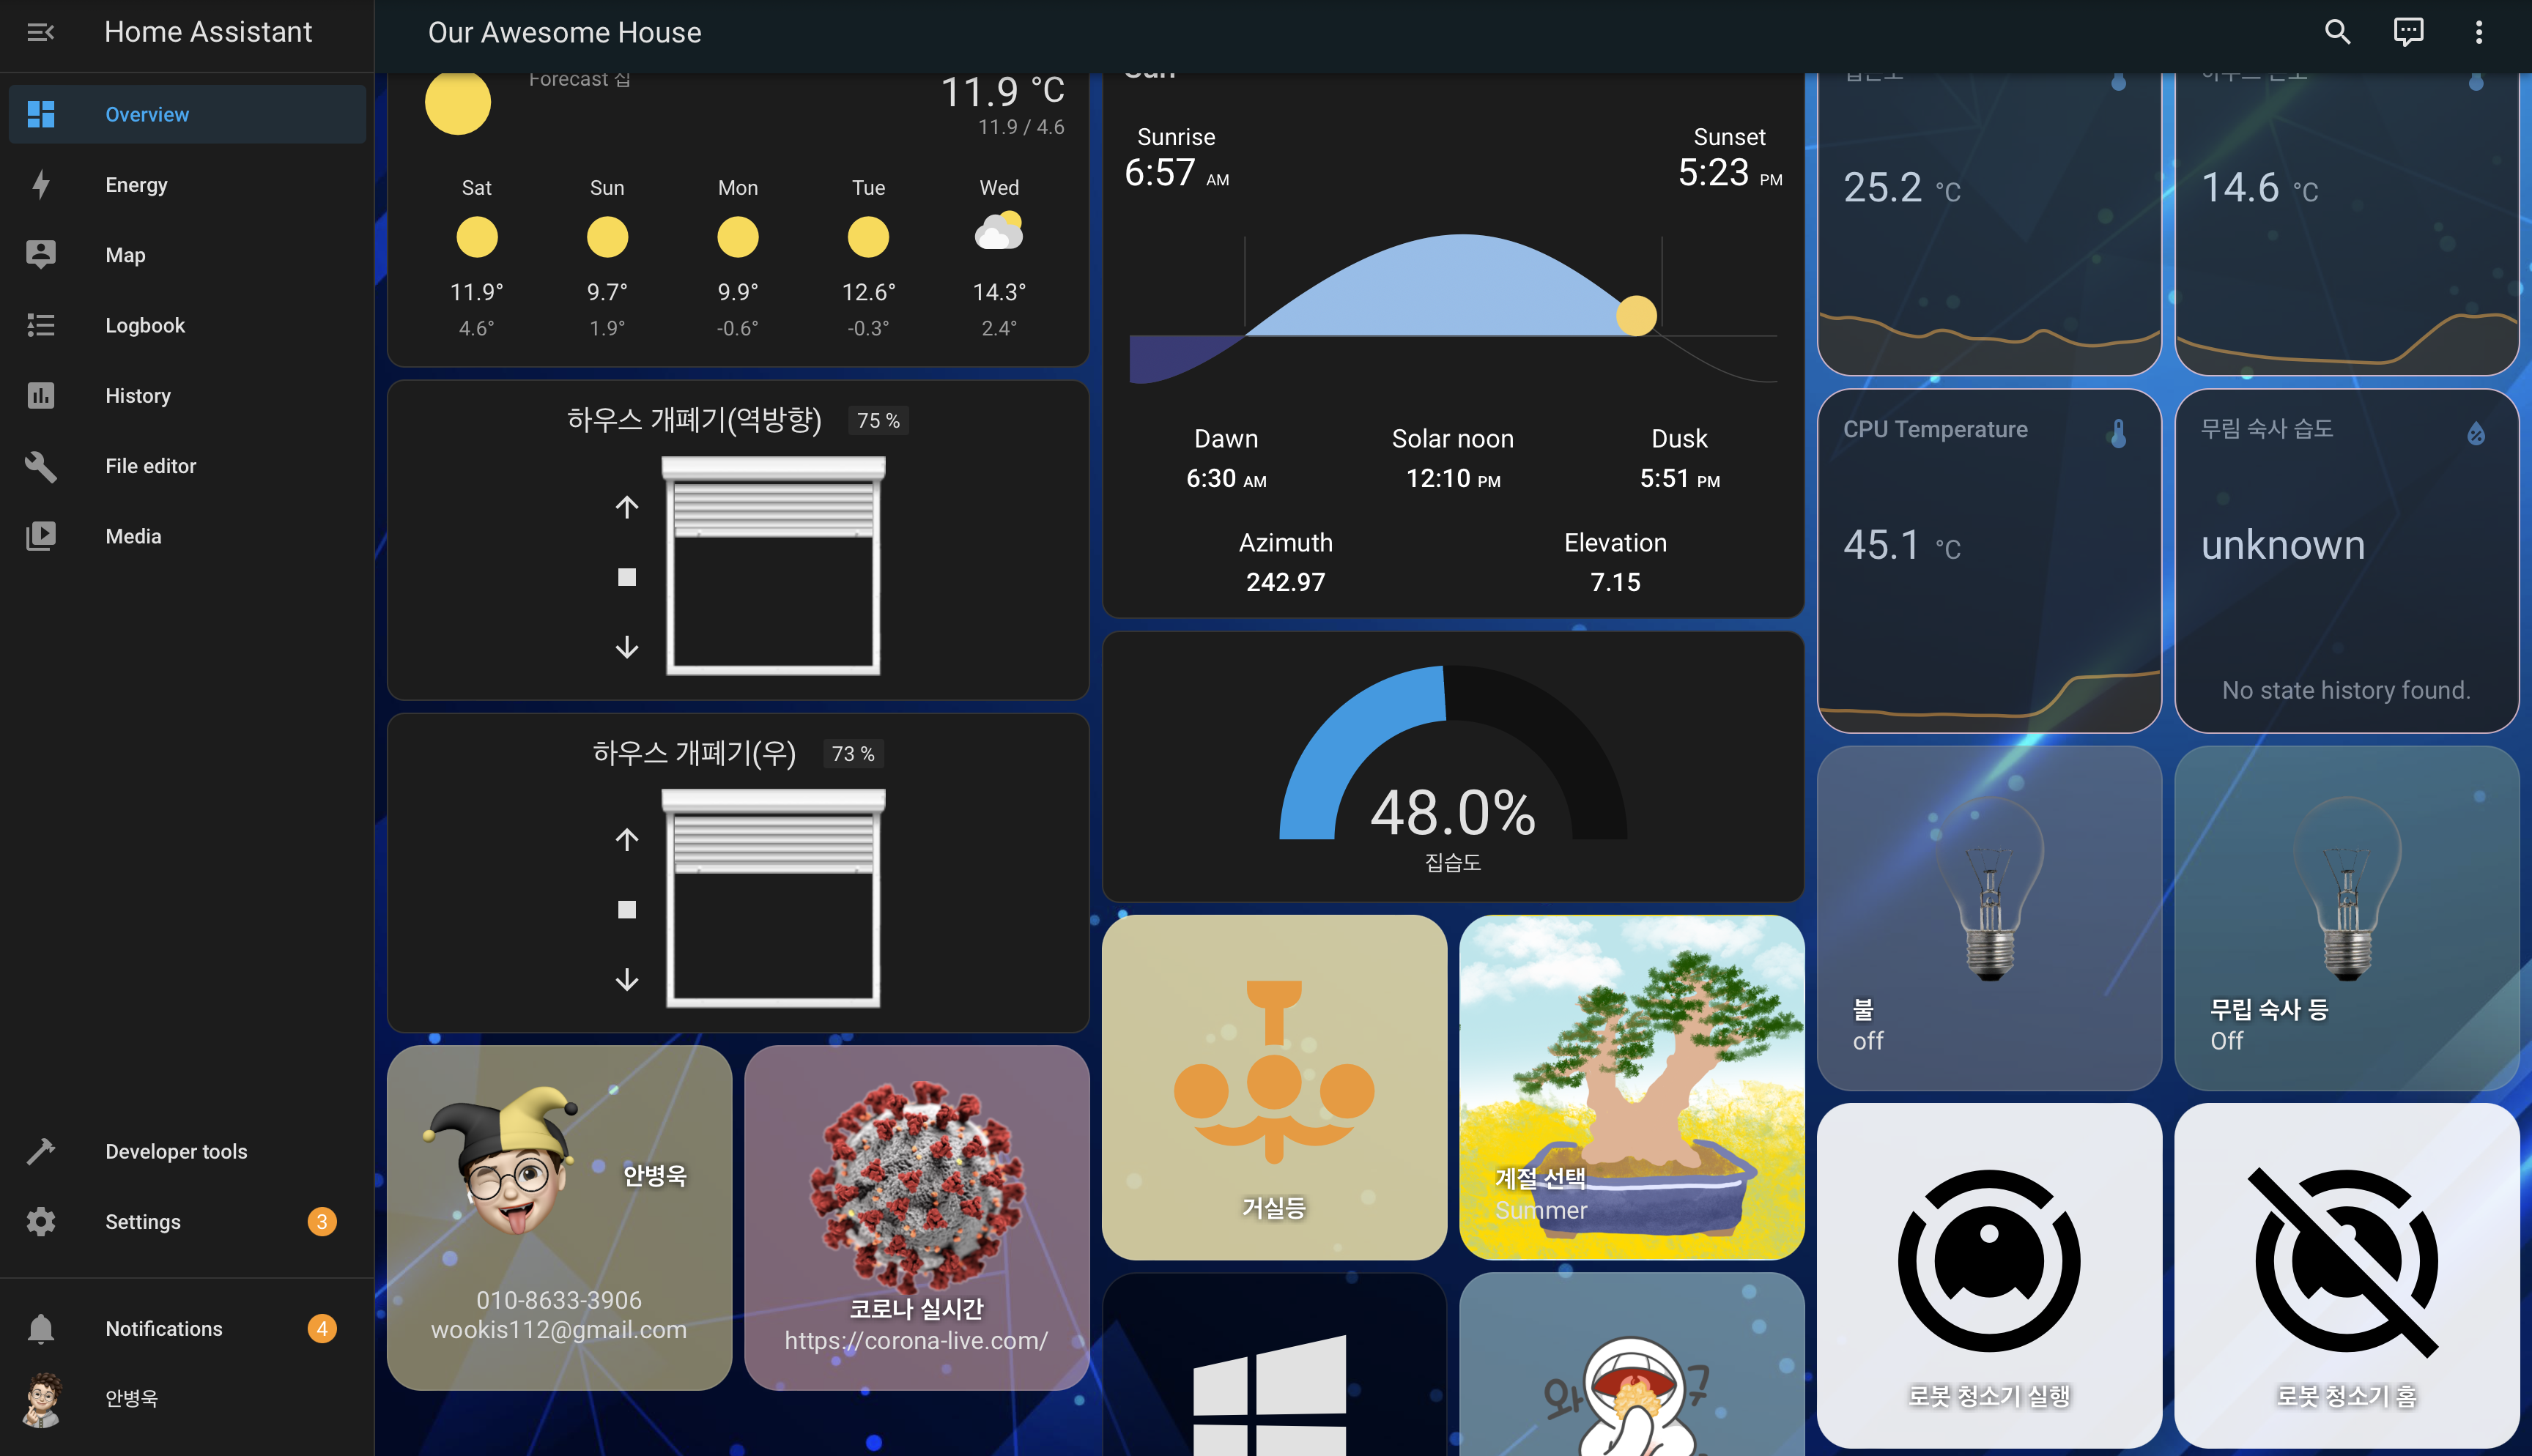 Home Assistant
Overview
Energy
Map
Logbook
History
File editor
Media
Developer tools
Settings
3
Notifications
4
안병욱
Our Awesome House
Forecast 집
11.9 °C
11.9 / 4.6
Sat Sun Mon Tue Wed
11.9° 9.7° 9.9° 12.6° 14.3°
4.6° 1.9° -0.6° -0.3° 2.4°
하우스 개폐기(역방향) 75 %
하우스 개폐기(우) 73 %
안병욱
010-8633-3906
wookis112@gmail.com
코로나 실시간
https://corona-live.com/
Sun
Sunrise Sunset
6:57 AM 5:23 PM
Dawn Solar noon Dusk
6:30 AM 12:10 PM 5:51 PM
Azimuth Elevation
242.97 7.15
48.0%
집습도
거실등
계절 선택
Summer
와구
25.2 °C
14.6 °C
CPU Temperature
45.1 °C
무림 숙사 습도
unknown
No state history found.
불
off
무림 숙사 등
Off
로봇 청소기 실행
로봇 청소기 홈